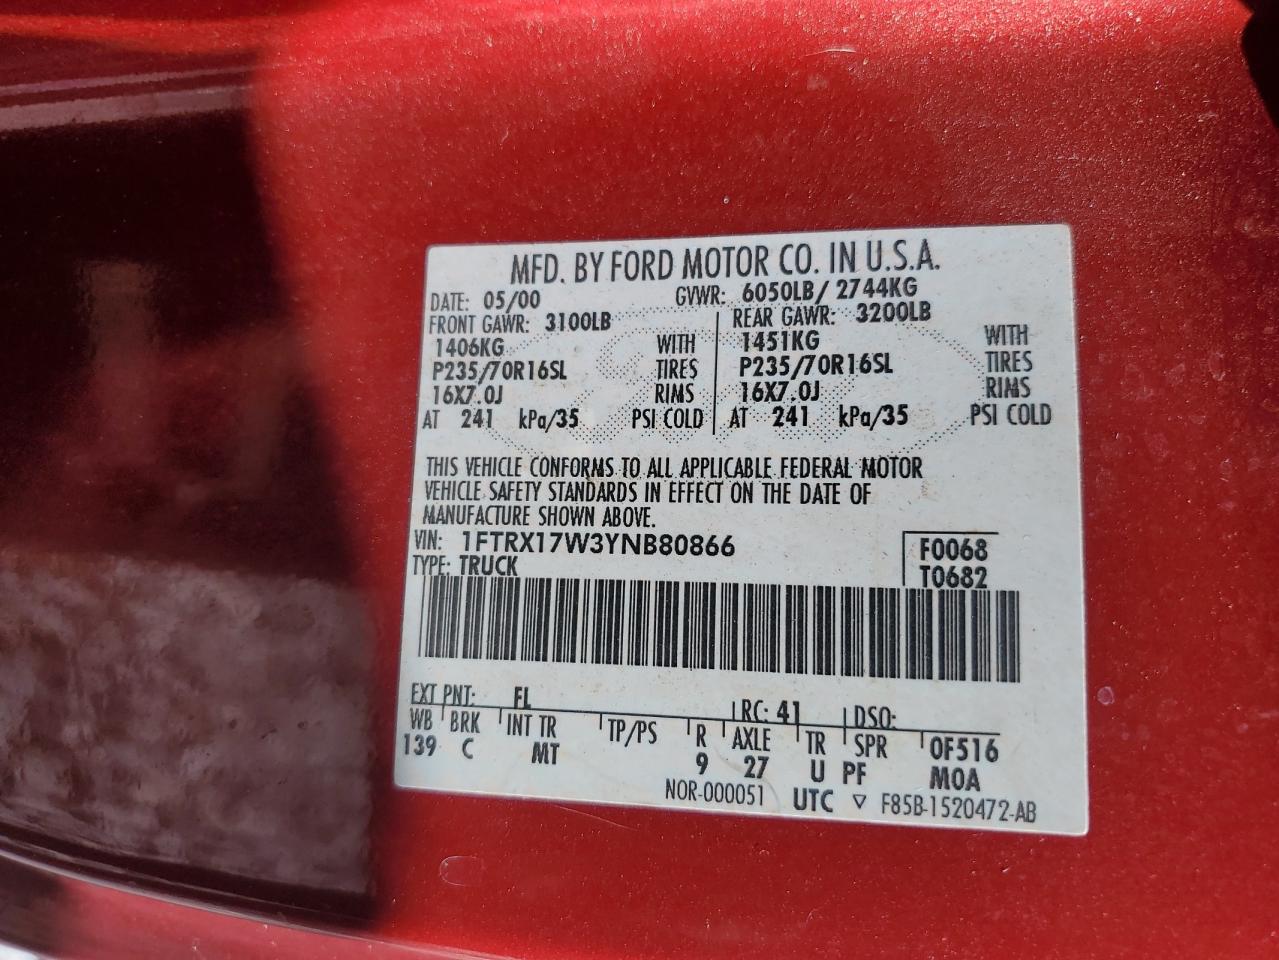 MFD. BY FORD MOTOR CO. IN U.S.A.
DATE: 05/00 GVWR: 6050LB/ 2744KG
FRONT GAWR: 3100LB REAR GAWR: 3200LB
1406KG WITH 1451KG WITH
P235/70R16SL TIRES P235/70R16SL TIRES
16X7.0J RIMS 16X7.0J RIMS
AT 241 kPa/35 PSI COLD AT 241 kPa/35 PSI COLD
THIS VEHICLE CONFORMS TO ALL APPLICABLE FEDERAL MOTOR
VEHICLE SAFETY STANDARDS IN EFFECT ON THE DATE OF
MANUFACTURE SHOWN ABOVE.
VIN: 1FTRX17W3YNB80866 F0068
TYPE: TRUCK T0682
EXT PNT: FL RC: 41 DSO:
WB BRK INT TR TP/PS R AXLE TR SPR 0F516
139 C MT 9 27 U PF MOA
NOR-000051 UTC ▽ F85B-1520472-AB